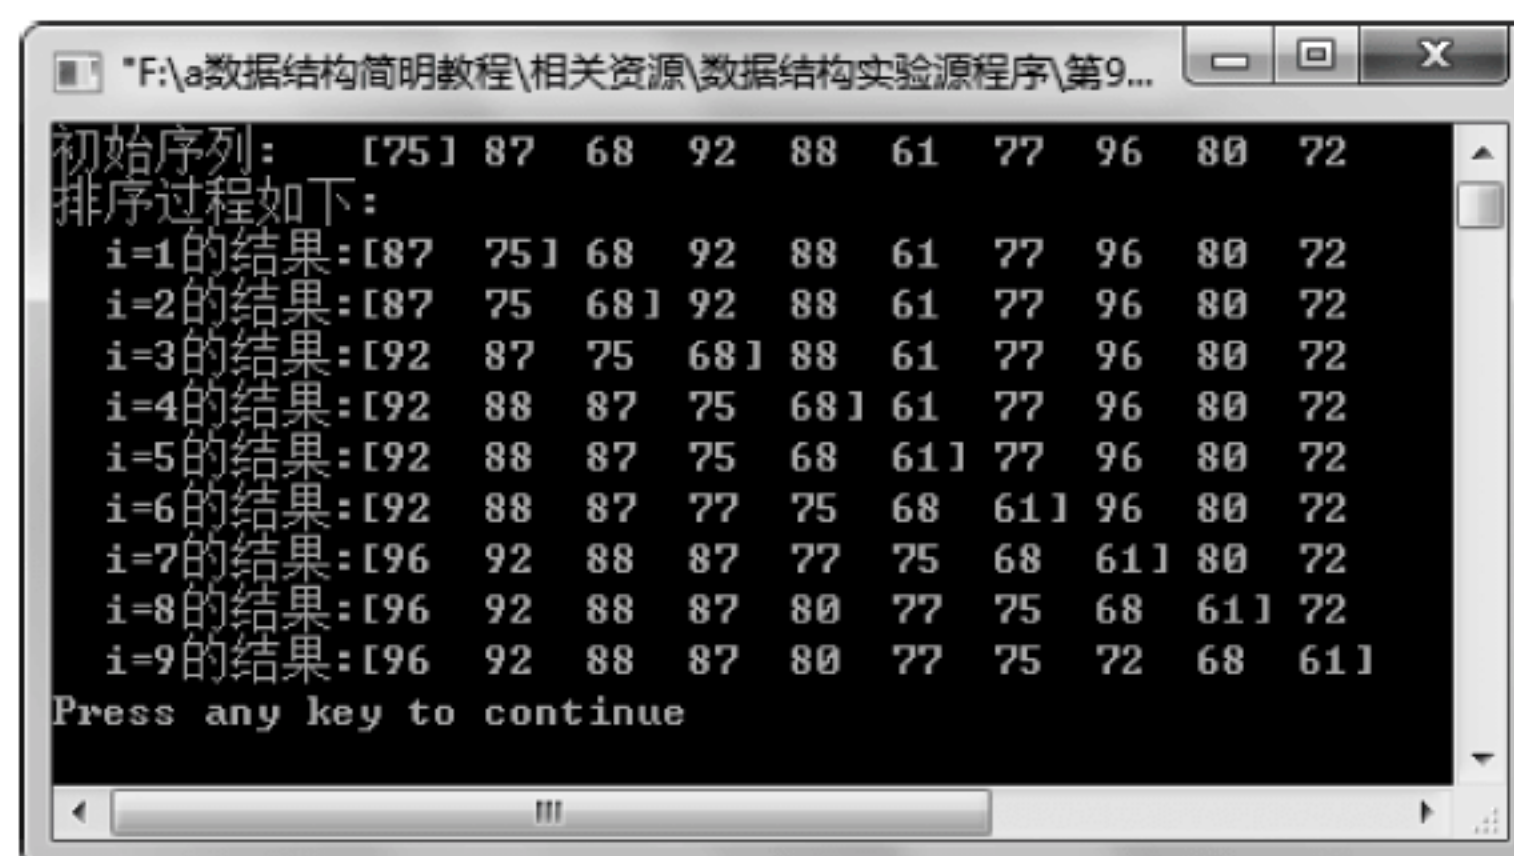 "F:\a数据结构简明教程\相关资源\数据结构实验源程序\第9...
初始序列:   [75] 87  68  92  88  61  77  96  80  72
排序过程如下:
  i=1的结果:[87  75] 68  92  88  61  77  96  80  72
  i=2的结果:[87  75  68] 92  88  61  77  96  80  72
  i=3的结果:[92  87  75  68] 88  61  77  96  80  72
  i=4的结果:[92  88  87  75  68] 61  77  96  80  72
  i=5的结果:[92  88  87  75  68  61] 77  96  80  72
  i=6的结果:[92  88  87  77  75  68  61] 96  80  72
  i=7的结果:[96  92  88  87  77  75  68  61] 80  72
  i=8的结果:[96  92  88  87  80  77  75  68  61] 72
  i=9的结果:[96  92  88  87  80  77  75  72  68  61]
Press any key to continue